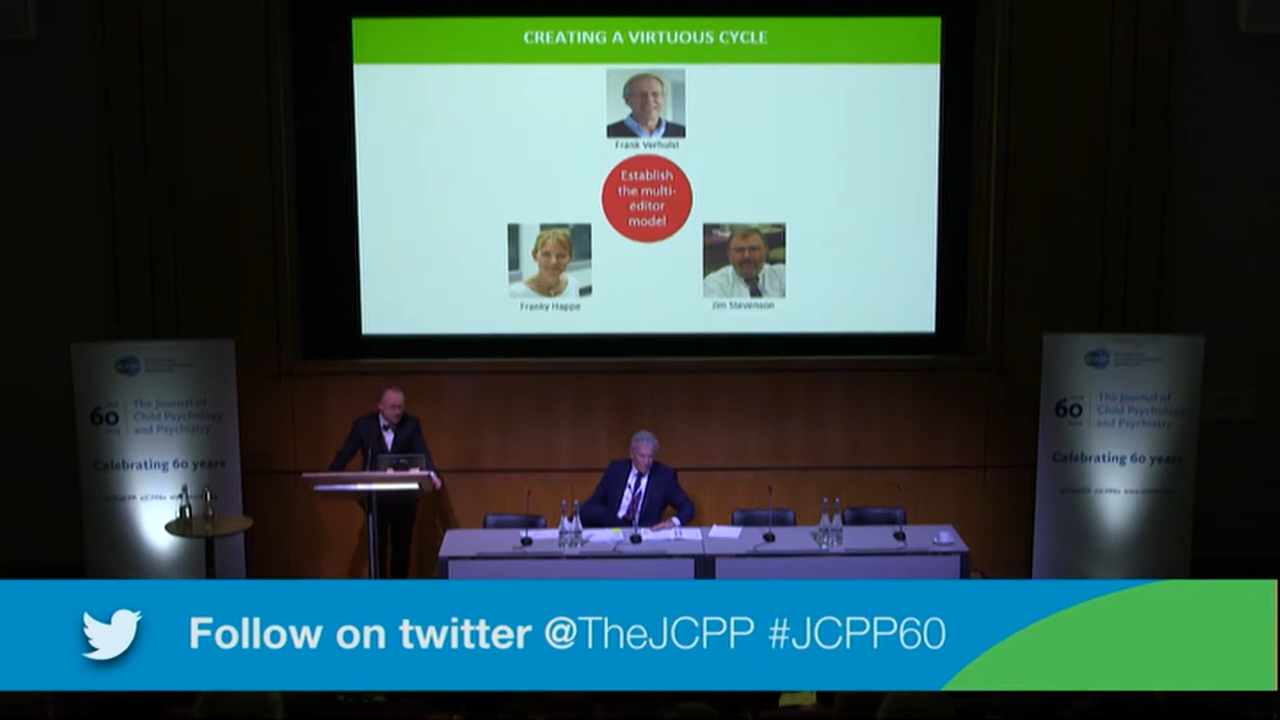 CREATING A VIRTUOUS CYCLE
Frank Verhulst
Establish
the multi-
editor
model
Franky Happe
Jim Stevenson
60
The Journal of
Child Psychology
and Psychiatry
Celebrating 60 years
60
The Journal of
Child Psychology
and Psychiatry
Celebrating 60 years
Follow on twitter @TheJCPP #JCPP60